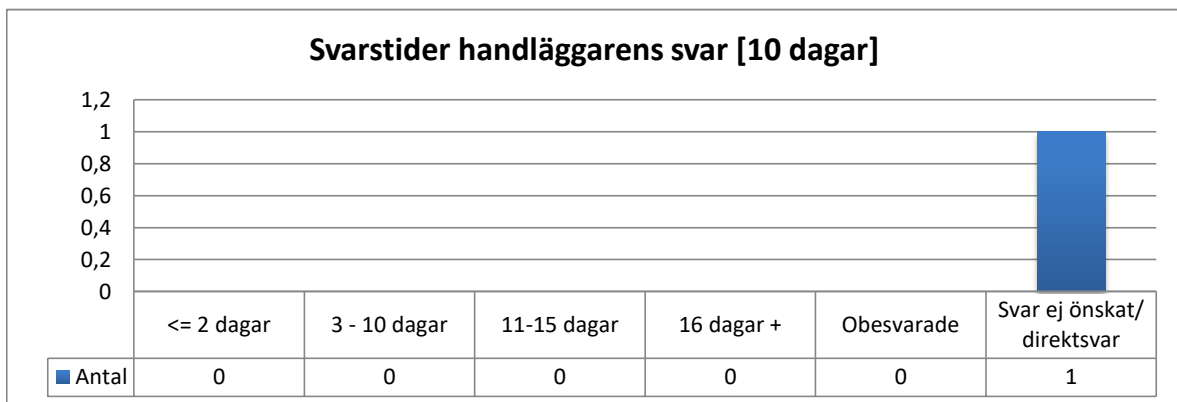 Svarstider handläggarens svar [10 dagar]
1,2
1
0,8
0,6
0,4
0,2
0
<= 2 dagar 3 - 10 dagar 11-15 dagar 16 dagar + Obesvarade Svar ej önskat/
direktsvar
Antal 0 0 0 0 0 1